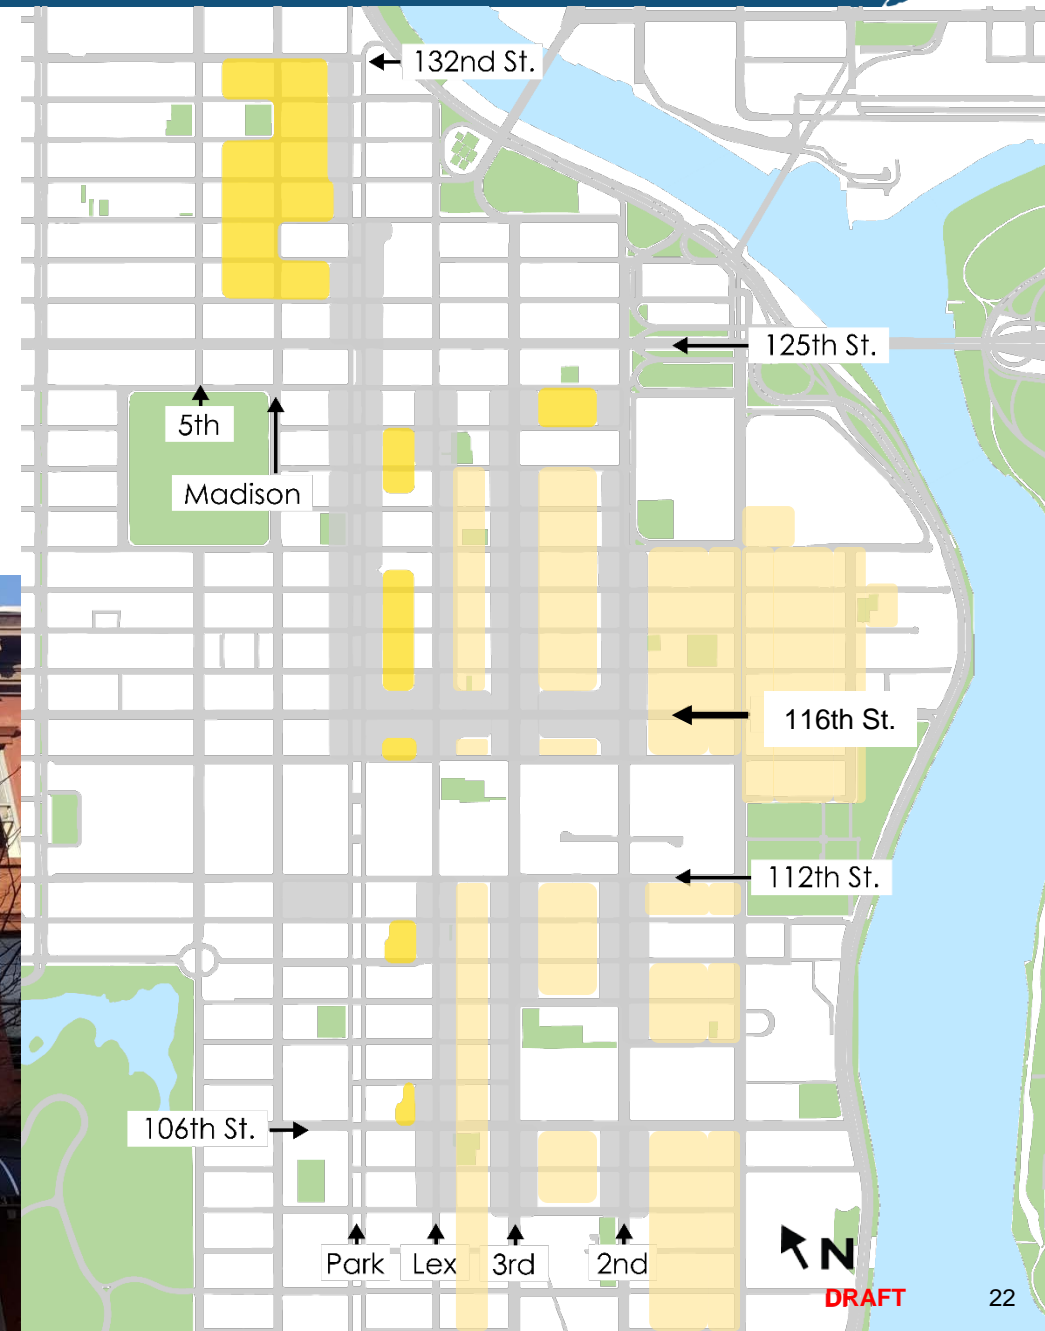 132nd St.
125th St.
5th
Madison
116th St.
112th St.
106th St.
Park
Lex
3rd
2nd
N
DRAFT
22